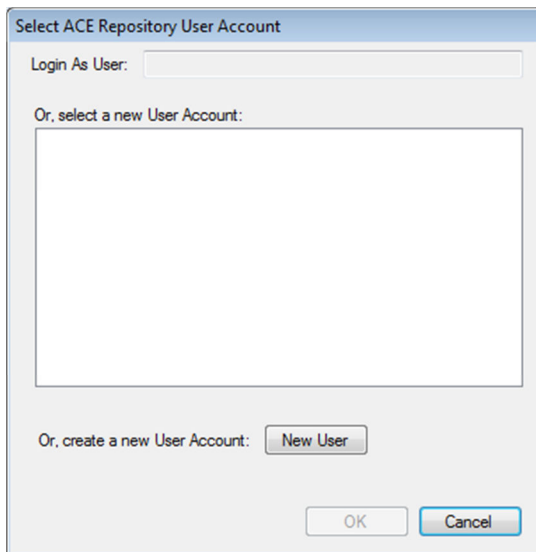 Select ACE Repository User Account
Login As User:
Or, select a new User Account:
Or, create a new User Account: New User
OK Cancel